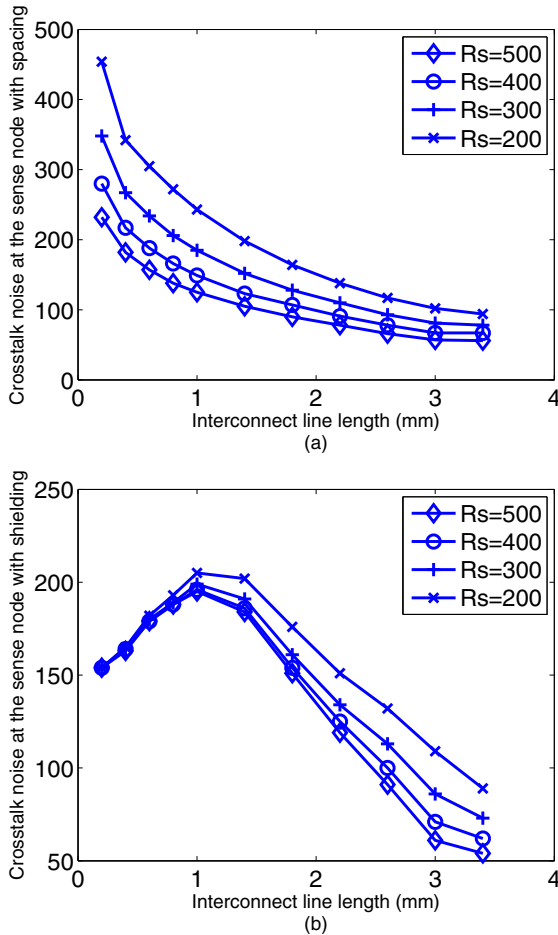 Crosstalk noise at the sense node with spacing
500
400
300
200
100
0
Rs=500
Rs=400
Rs=300
Rs=200
0 1 2 3 4
Interconnect line length (mm)
(a)
Crosstalk noise at the sense node with shielding
250
200
150
100
50
Rs=500
Rs=400
Rs=300
Rs=200
0 1 2 3 4
Interconnect line length (mm)
(b)